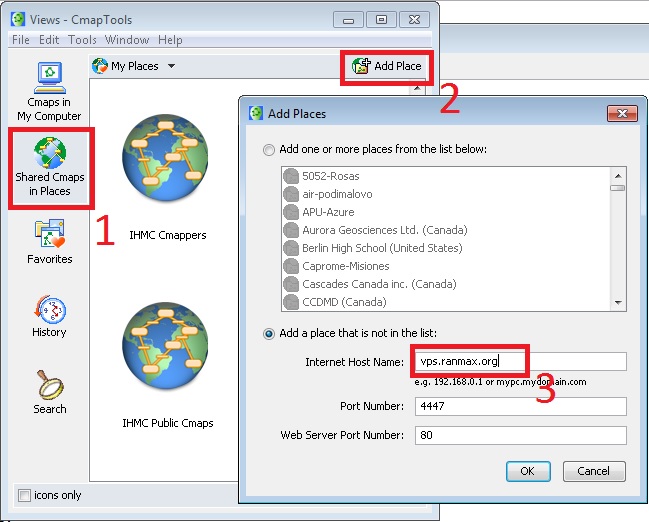 Views - CmapTools
File Edit Tools Window Help
My Places
Add Place
2
Cmaps in
My Computer
Shared Cmaps
in Places
1
Favorites
History
Search
IHMC Cmappers
IHMC Public Cmaps
icons only
Add Places
Add one or more places from the list below:
5052-Rosas
air-podimalovo
APU-Azure
Aurora Geosciences Ltd. (Canada)
Berlin High School (United States)
Caprome-Misiones
Cascades Canada inc. (Canada)
CCDMD (Canada)
Add a place that is not in the list:
Internet Host Name: vps.ranmax.org
e.g. 192.168.0.1 or mypc.mydomain.com
3
Port Number: 4447
Web Server Port Number: 80
OK Cancel